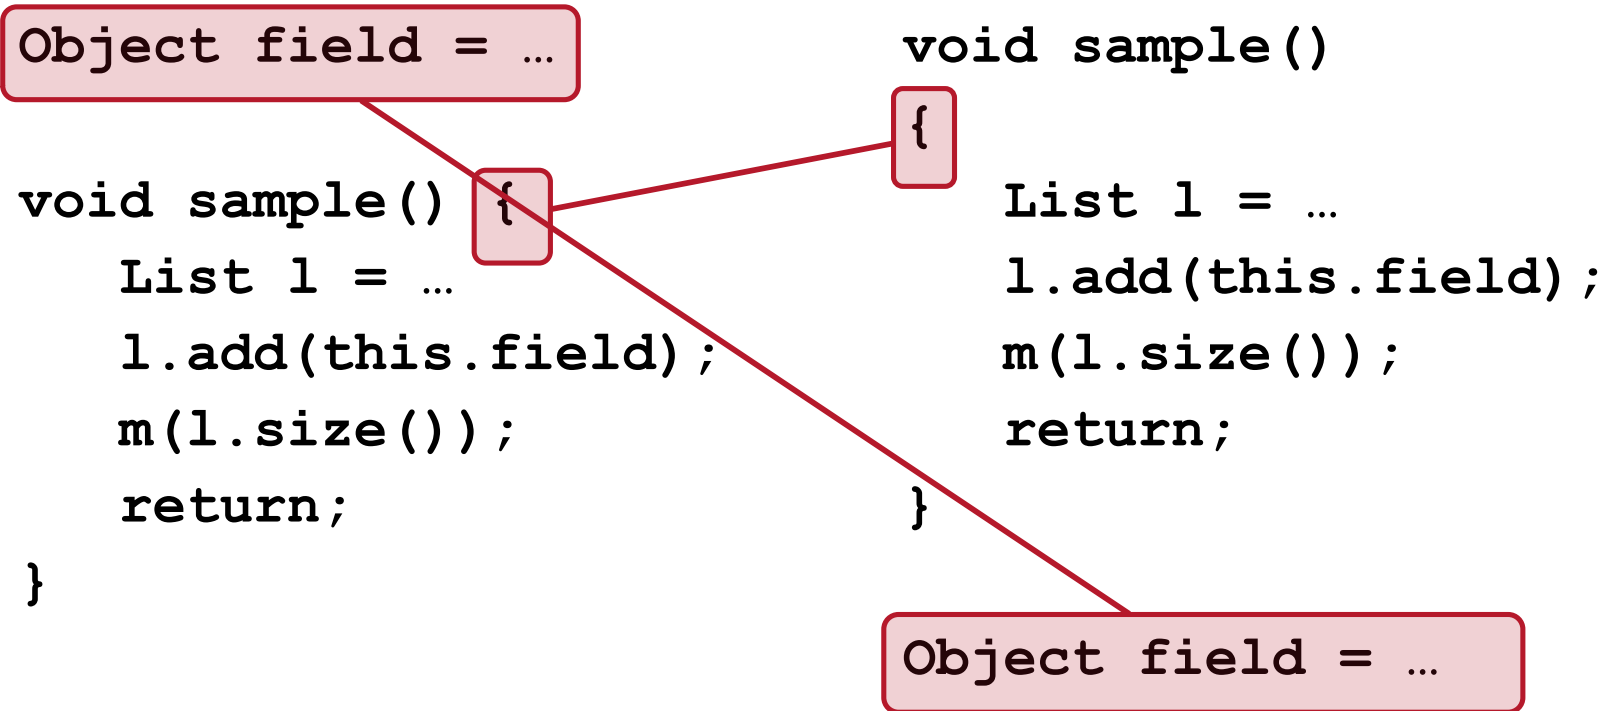 Object field = …
void sample() {
List l = …
l.add(this.field);
m(l.size());
return;
}
void sample()
{
List l = …
l.add(this.field);
m(l.size());
return;
}
Object field = …